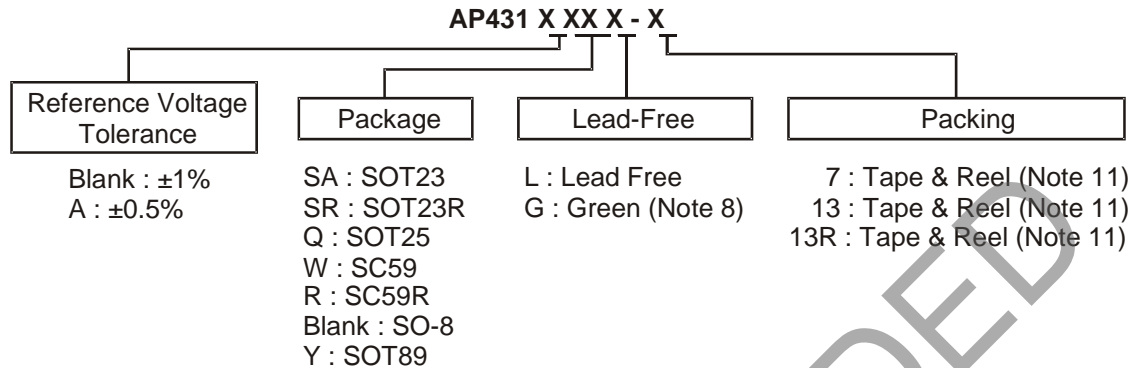 AP431 X XX X - X
Reference Voltage
Tolerance
Blank : ±1%
A : ±0.5%
Package
SA : SOT23
SR : SOT23R
Q : SOT25
W : SC59
R : SC59R
Blank : SO-8
Y : SOT89
Lead-Free
L : Lead Free
G : Green (Note 8)
Packing
7 : Tape & Reel (Note 11)
13 : Tape & Reel (Note 11)
13R : Tape & Reel (Note 11)
DED